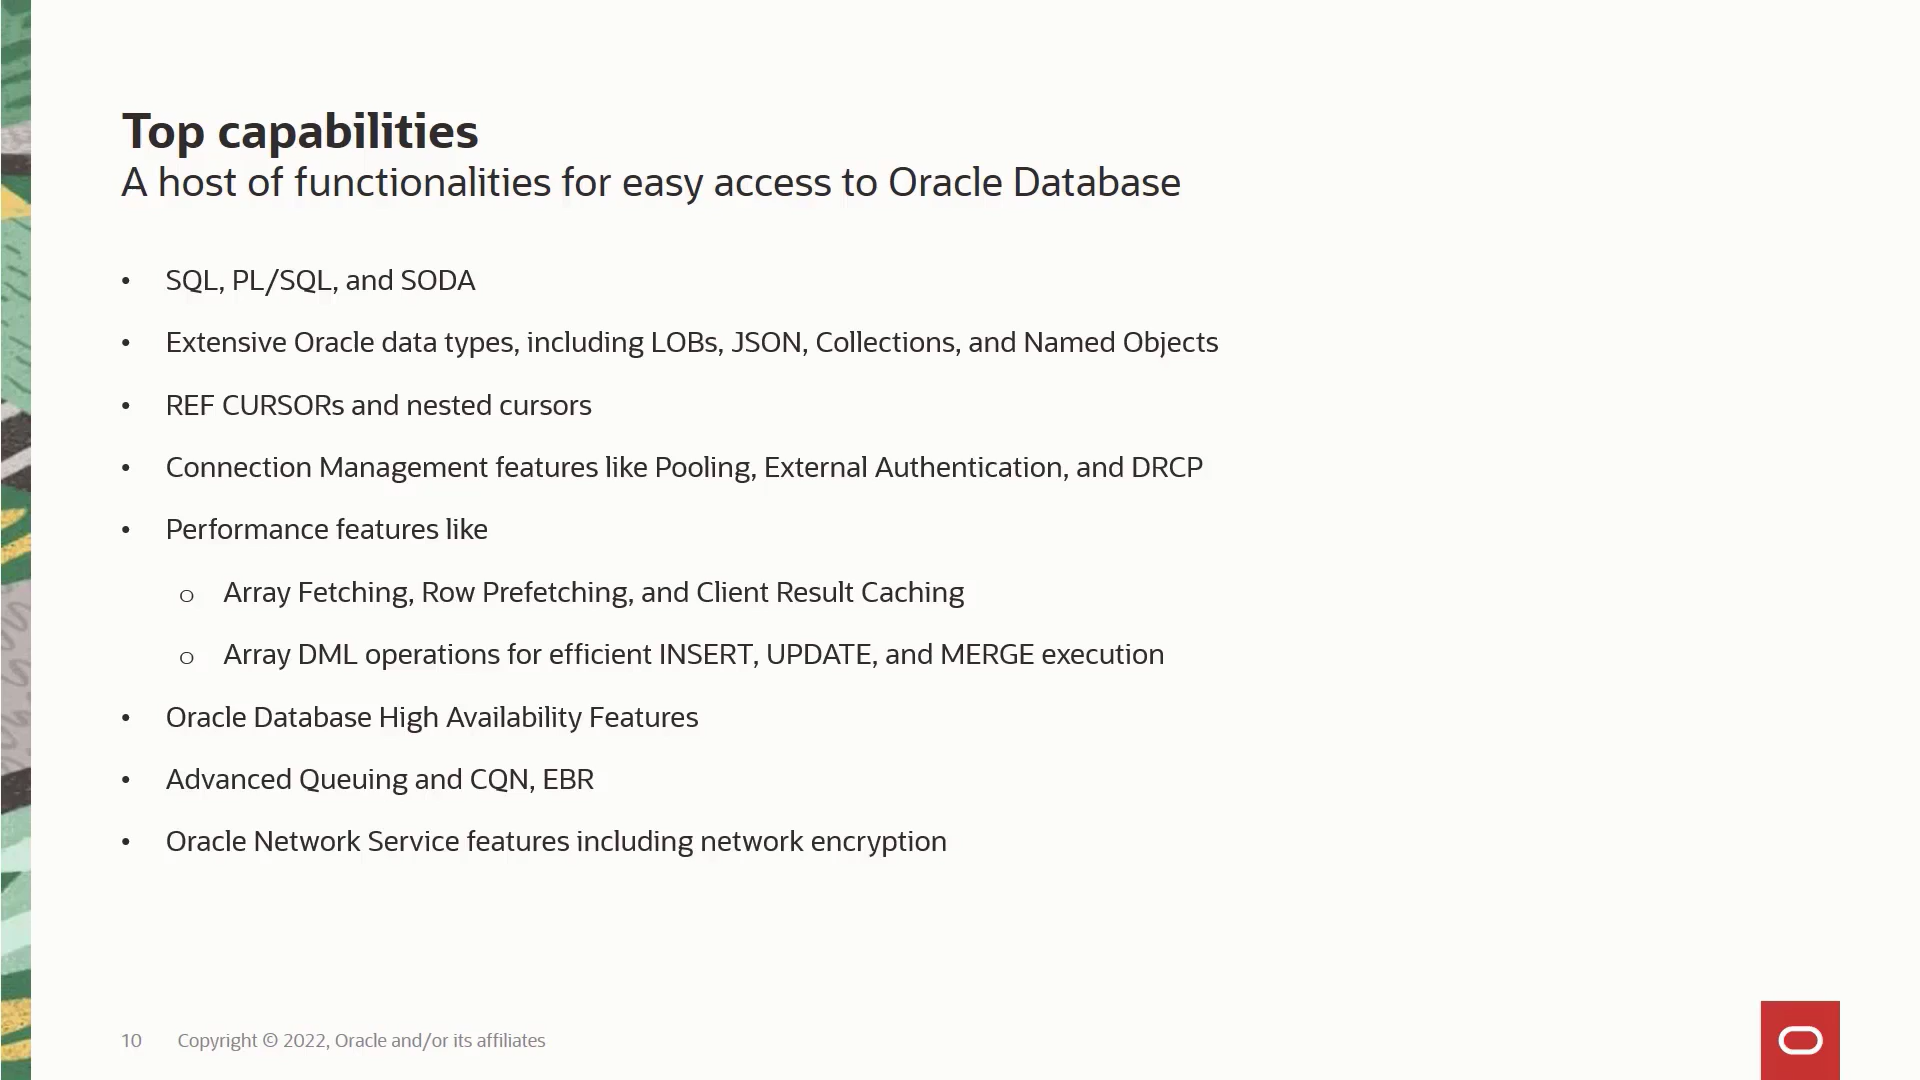 Top capabilities
A host of functionalities for easy access to Oracle Database
• SQL, PL/SQL, and SODA
• Extensive Oracle data types, including LOBs, JSON, Collections, and Named Objects
• REF CURSORs and nested cursors
• Connection Management features like Pooling, External Authentication, and DRCP
• Performance features like
o Array Fetching, Row Prefetching, and Client Result Caching
o Array DML operations for efficient INSERT, UPDATE, and MERGE execution
• Oracle Database High Availability Features
• Advanced Queuing and CQN, EBR
• Oracle Network Service features including network encryption
10 Copyright © 2022, Oracle and/or its affiliates